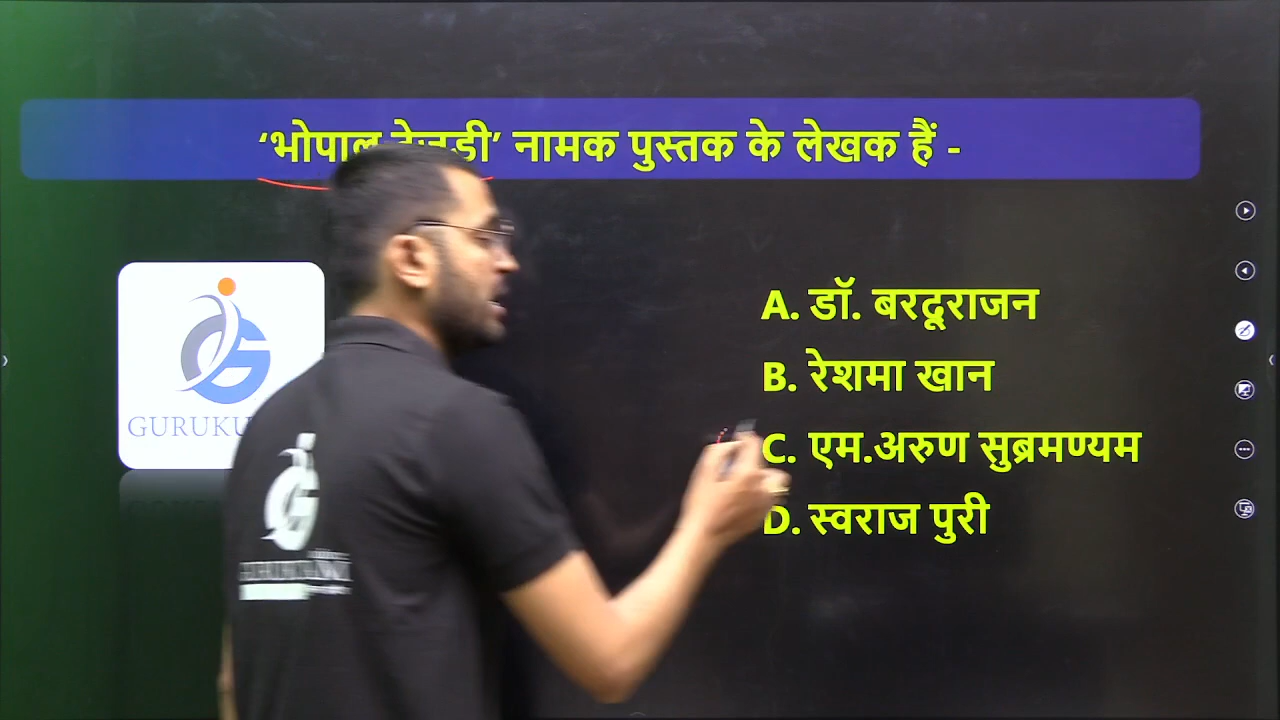 ‘भोपाल नामक पुस्तक के लेखक हैं -
A. डॉ. बरदूराजन
B. रेशमा खान
C. एम.अरुण सुब्रमण्यम
D. स्वराज पुरी